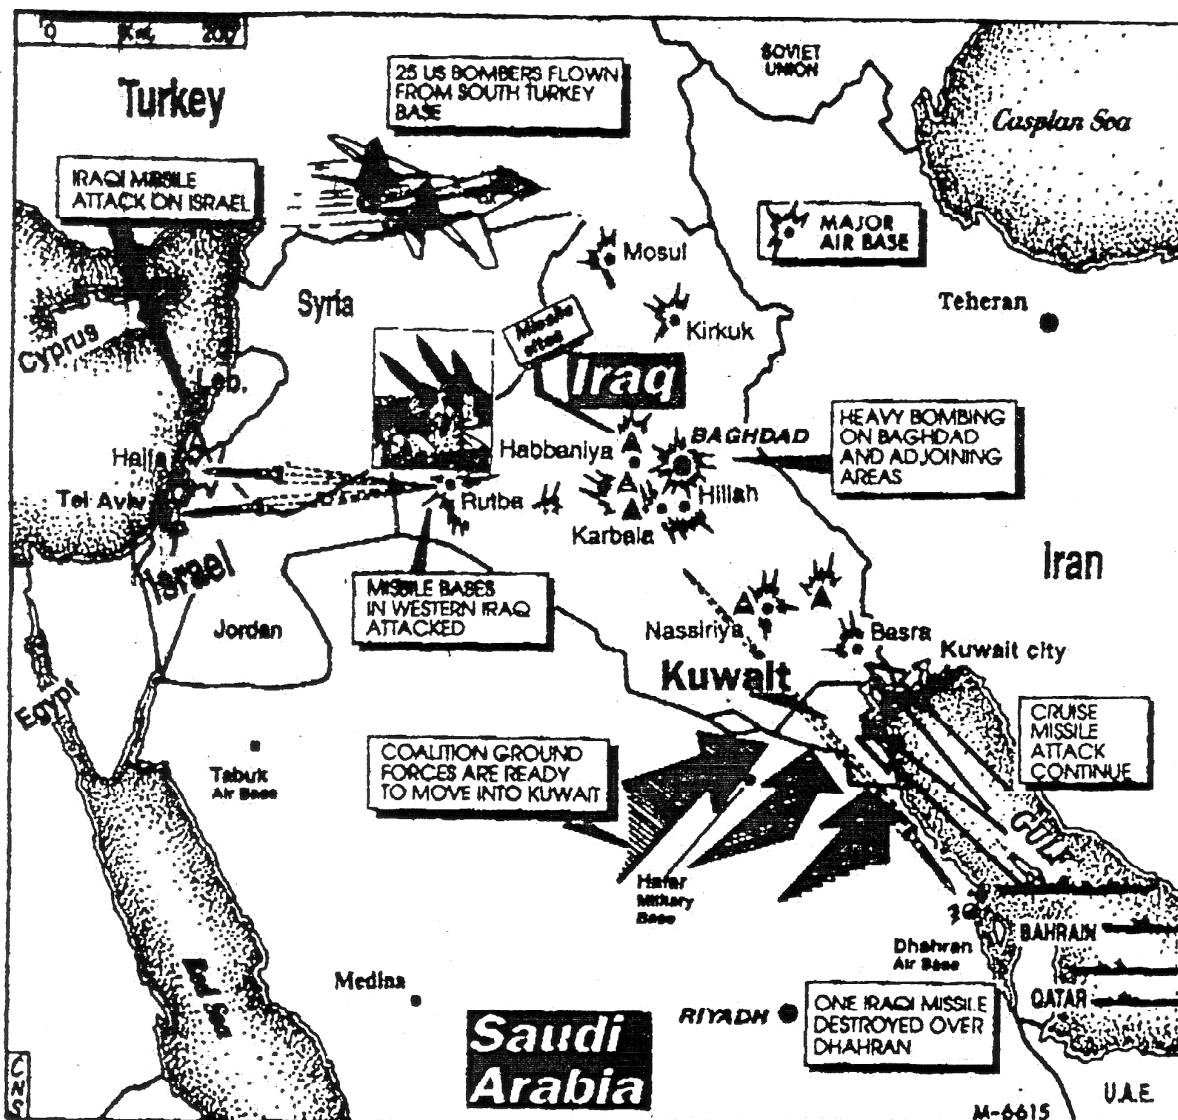 0 Km. 200
Turkey
25 US BOMBERS FLOWN
FROM SOUTH TURKEY
BASE
SOVIET
UNION
Caspian Sea
IRAQI MISSILE
ATTACK ON ISRAEL
MAJOR
AIR BASE
Mosul
Syria
Teheran
Kirkuk
Missile
sites
Cyprus
Iraq
Leb.
HEAVY BOMBING
ON BAGHDAD
AND ADJOINING
AREAS
BAGHDAD
Habbaniya
Haifa
Tel Aviv
Rutba
Hillah
Karbala
Israel
Iran
MISSILE BASES
IN WESTERN IRAQ
ATTACKED
Jordan
Nassiriya
Basra
Kuwait city
Kuwait
Egypt
CRUISE
MISSILE
ATTACK
CONTINUE
COALITION GROUND
FORCES ARE READY
TO MOVE INTO KUWAIT
Tabuk
Air Base
GULF
Hafar
Military
Base
BAHRAIN
Dhahran
Air Base
Red Sea
Medina
QATAR
RIYADH
ONE IRAQI MISSILE
DESTROYED OVER
DHAHRAN
Saudi
Arabia
CNS
U.A.E.
M-6615